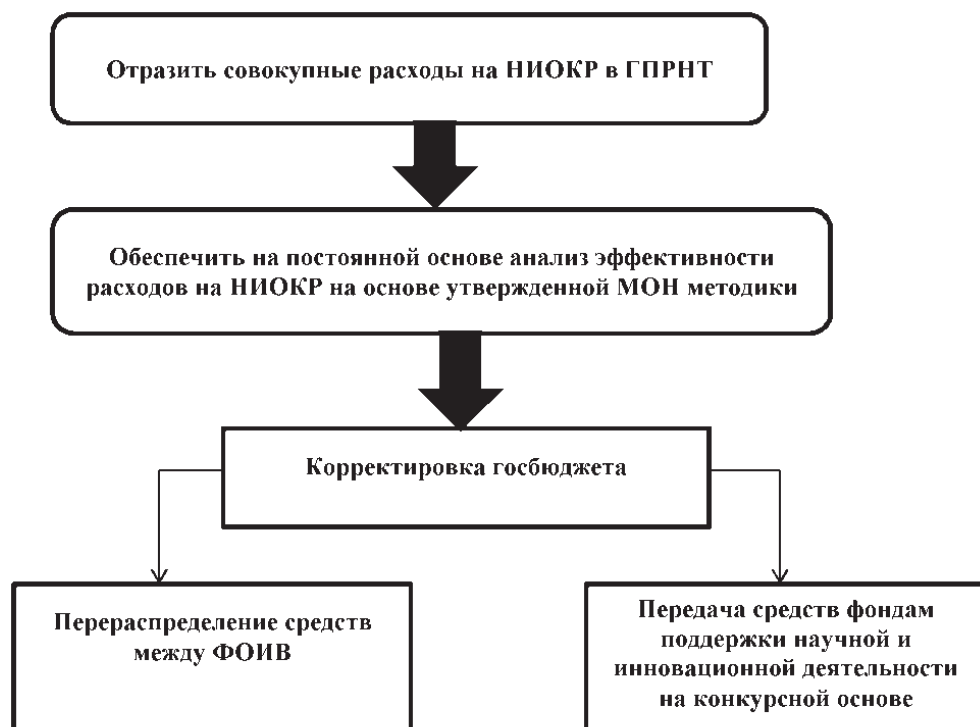 Отразить совокупные расходы на НИОКР в ГПРНТ
Обеспечить на постоянной основе анализ эффективности
расходов на НИОКР на основе утвержденной МОН методики
Корректировка госбюджета
Перераспределение средств
между ФОИВ
Передача средств фондам
поддержки научной и
инновационной деятельности
на конкурсной основе